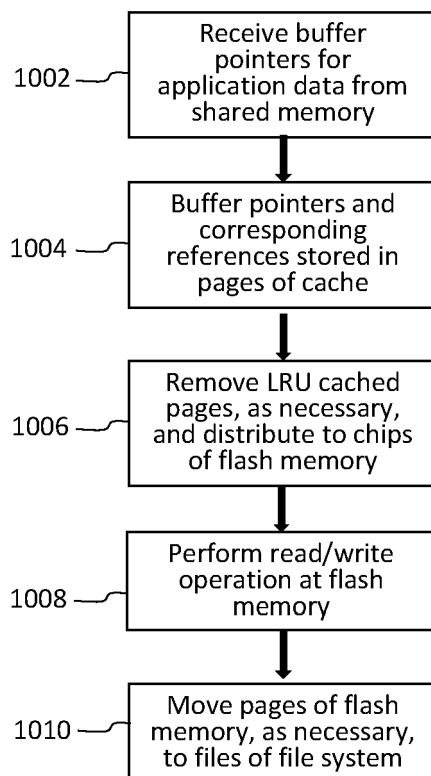 Receive buffer
pointers for
application data from
shared memory
1002
Buffer pointers and
corresponding
references stored in
pages of cache
1004
Remove LRU cached
pages, as necessary,
and distribute to chips
of flash memory
1006
Perform read/write
operation at flash
memory
1008
Move pages of flash
memory, as necessary,
to files of file system
1010